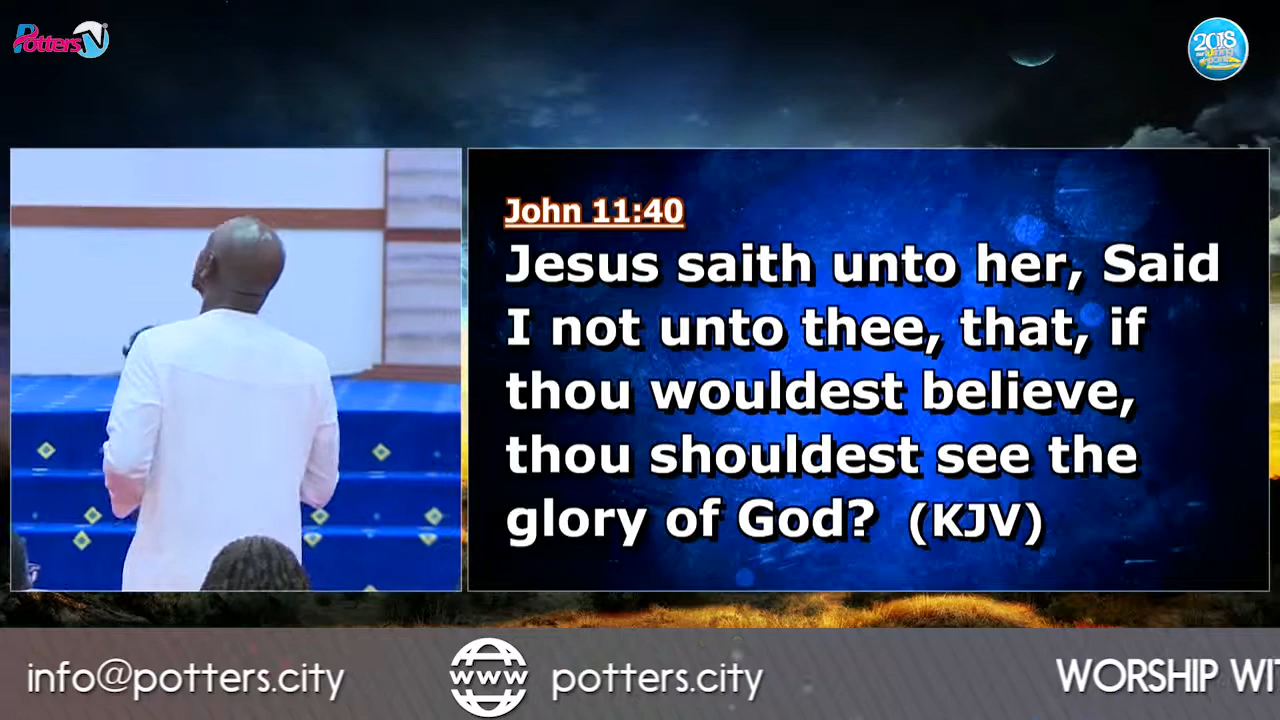 PottersTV
2018
John 11:40
Jesus saith unto her, Said
I not unto thee, that, if
thou wouldest believe,
thou shouldest see the
glory of God? (KJV)
info@potters.city
www
potters.city
WORSHIP WIT